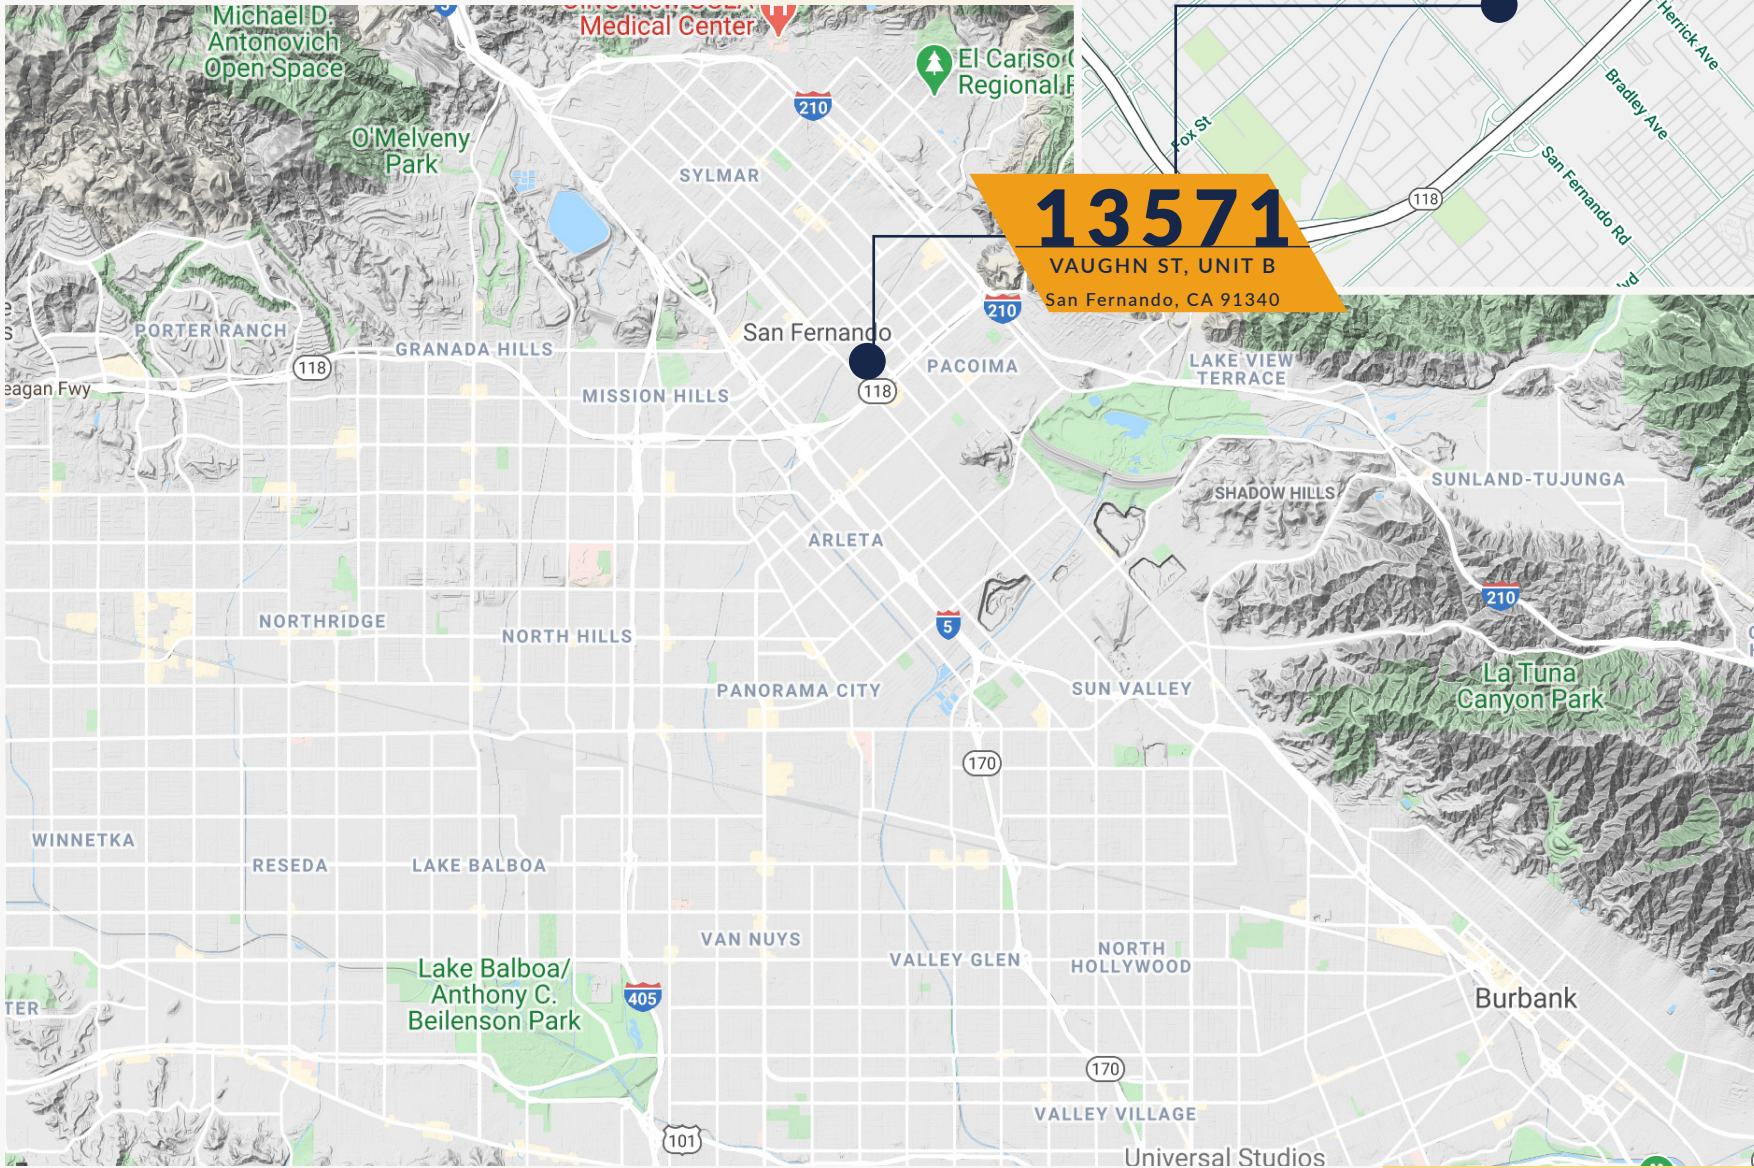 Michael D.
Antonovich
Open Space
5
Medical Center
El Cariso
Regional
210
O'Melveny
Park
SYLMAR
Fox St
Herrick Ave
Bradley Ave
San Fernando Rd
118
13571
VAUGHN ST, UNIT B
San Fernando, CA 91340
210
PORTER RANCH
118
GRANADA HILLS
San Fernando
118
PACOIMA
LAKE VIEW
TERRACE
eagan Fwy
MISSION HILLS
SHADOW HILLS
SUNLAND-TUJUNGA
ARLETA
210
NORTHRIDGE
NORTH HILLS
5
La Tuna
Canyon Park
PANORAMA CITY
SUN VALLEY
170
WINNETKA
RESEDA
LAKE BALBOA
VAN NUYS
VALLEY GLEN
NORTH
HOLLYWOOD
Lake Balboa/
Anthony C.
Beilenson Park
405
Burbank
TER
170
VALLEY VILLAGE
101
Universal Studios